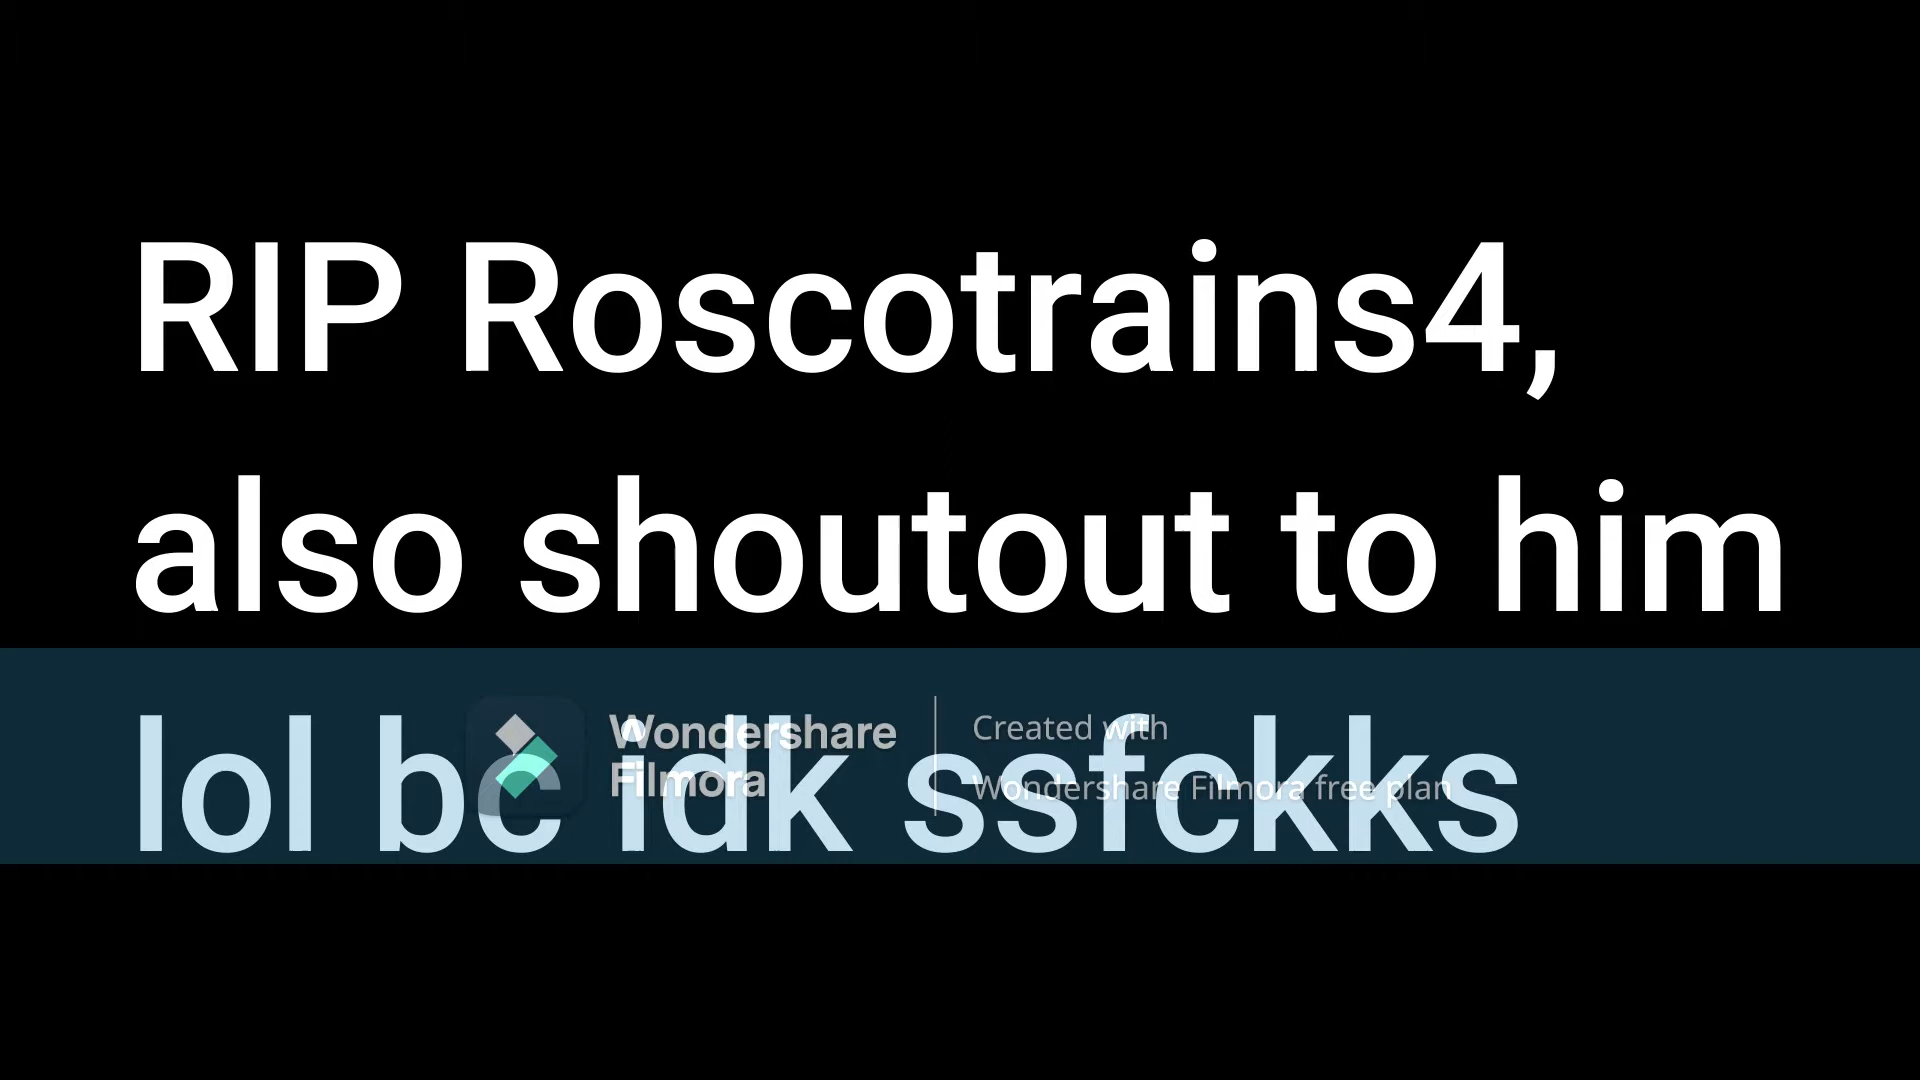 RIP Roscotrains4,
also shoutout to him
lol bc idk ssfckks
Wondershare
Filmora
Created with
Wondershare Filmora free plan